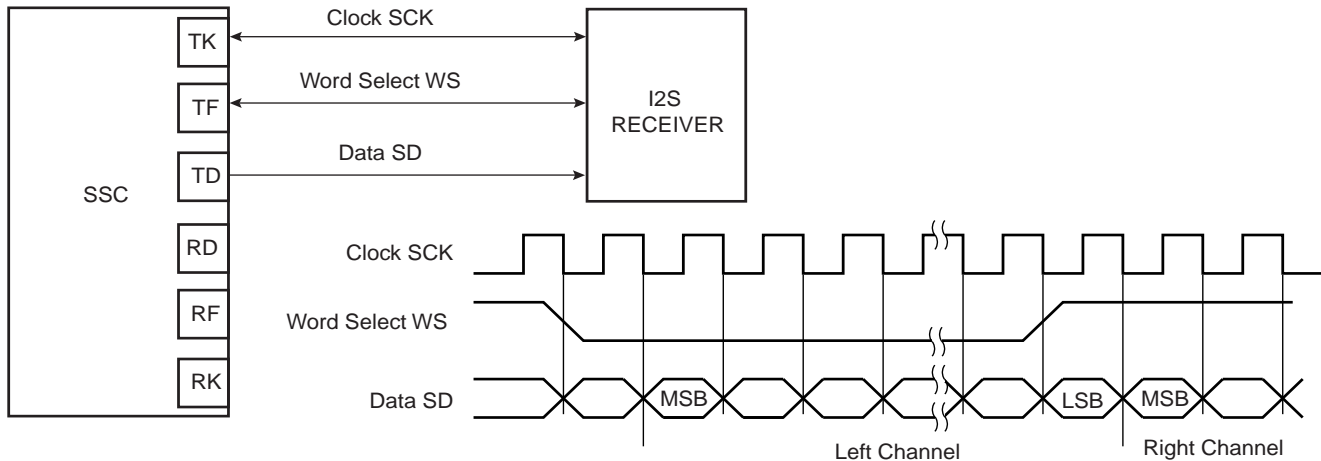 Clock SCK
TK
Word Select WS
TF
I2S
RECEIVER
Data SD
TD
SSC
RD
RF
RK
Clock SCK
Word Select WS
Data SD
MSB
LSB
MSB
Left Channel
Right Channel